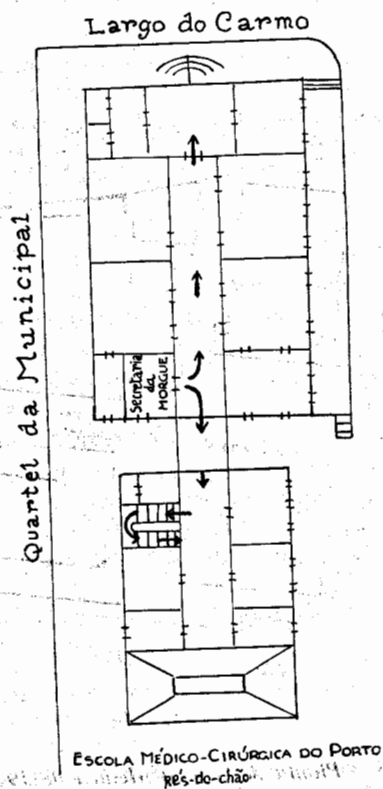 Largo do Carmo
Quartel da Municipal
Secretaria
da
MORGUE
ESCOLA MÉDICO-CIRÚRGICA DO PORTO
Rés-do-chão